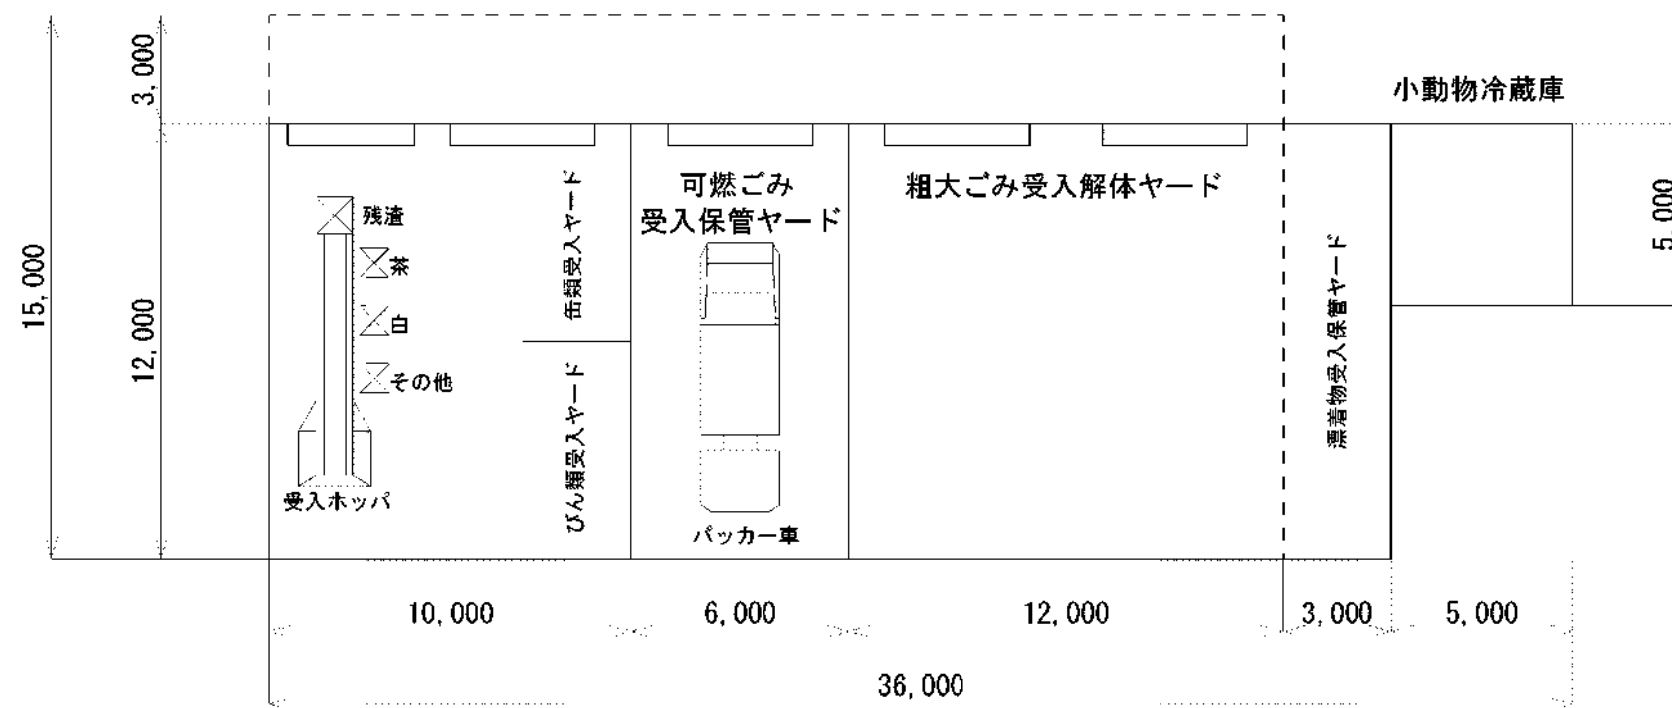 3,000
小動物冷蔵庫
可燃ごみ
受入保管ヤード
粗大ごみ受入解体ヤード
缶類受入ヤード
5,000
残渣
茶
白
その他
15,000
12,000
漂着物受入保管ヤード
びん類受入ヤード
受入ホッパ
パッカー車
10,000
6,000
12,000
3,000
5,000
36,000